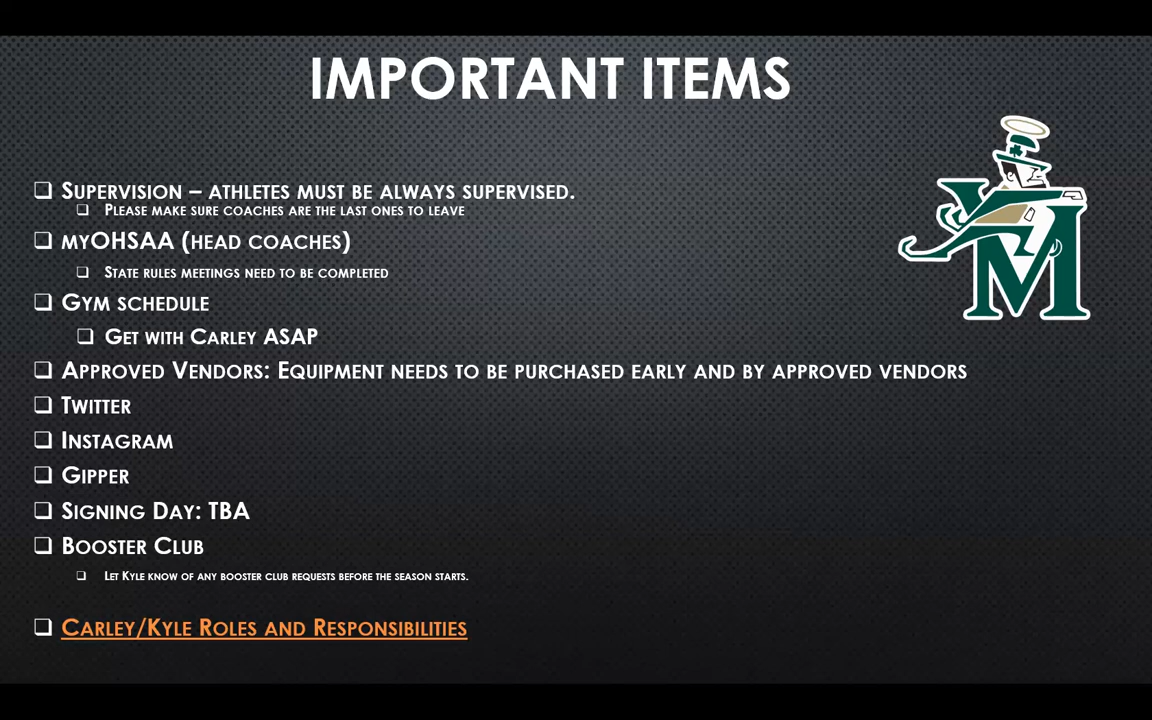 IMPORTANT ITEMS
❑ SUPERVISION – ATHLETES MUST BE ALWAYS SUPERVISED.
❑ PLEASE MAKE SURE COACHES ARE THE LAST ONES TO LEAVE
❑ MYOHSAA (HEAD COACHES)
❑ STATE RULES MEETINGS NEED TO BE COMPLETED
❑ GYM SCHEDULE
❑ GET WITH CARLEY ASAP
❑ APPROVED VENDORS: EQUIPMENT NEEDS TO BE PURCHASED EARLY AND BY APPROVED VENDORS
❑ TWITTER
❑ INSTAGRAM
❑ GIPPER
❑ SIGNING DAY: TBA
❑ BOOSTER CLUB
❑ LET KYLE KNOW OF ANY BOOSTER CLUB REQUESTS BEFORE THE SEASON STARTS.
❑ CARLEY/KYLE ROLES AND RESPONSIBILITIES